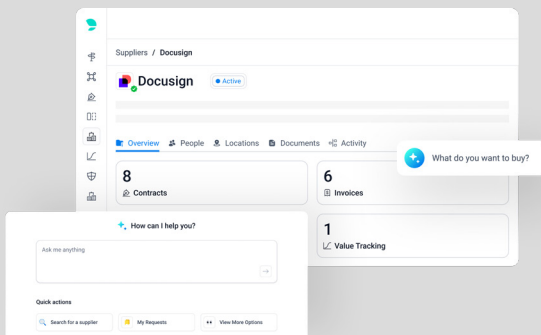 Suppliers / Docusign
Docusign
Active
Overview People Locations Documents Activity
What do you want to buy?
8
Contracts
6
Invoices
1
Value Tracking
How can I help you?
Ask me anything
Quick actions
Search for a supplier My Requests View More Options